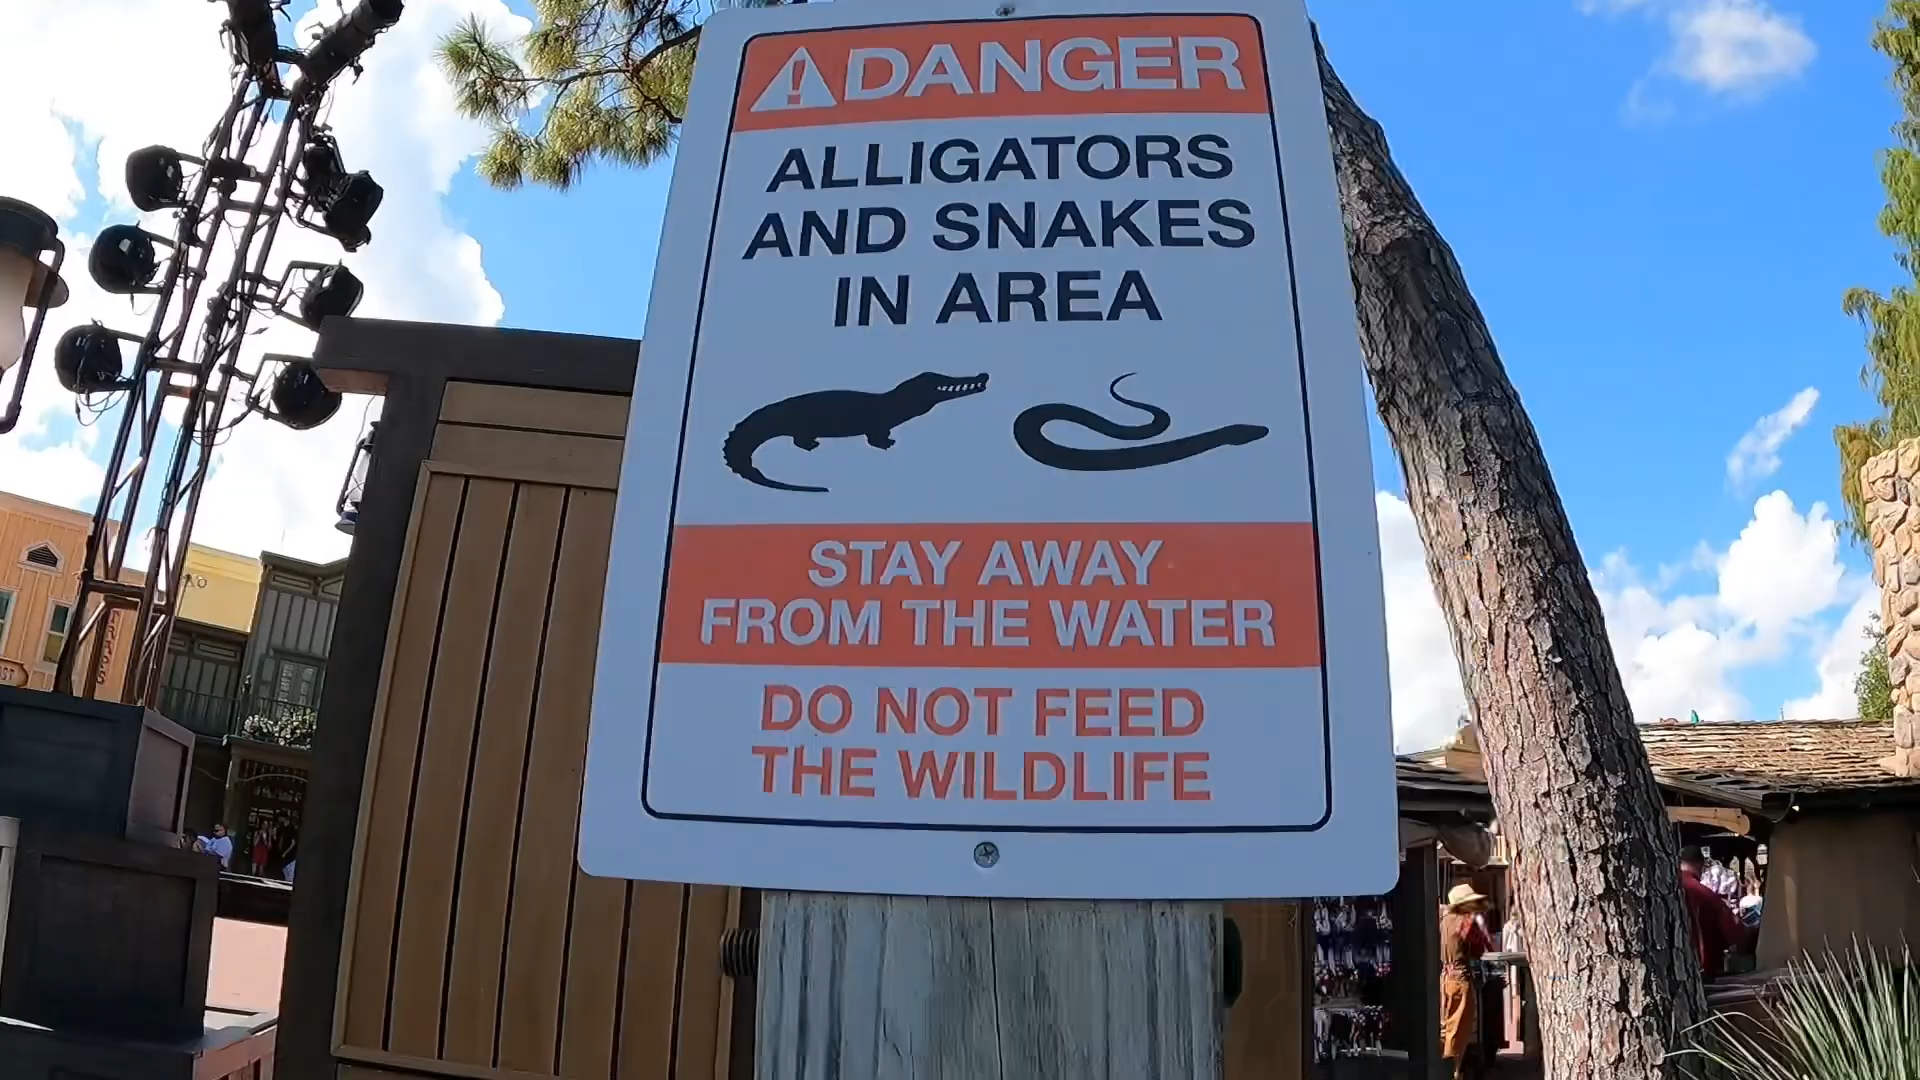 DANGER
ALLIGATORS
AND SNAKES
IN AREA
STAY AWAY
FROM THE WATER
DO NOT FEED
THE WILDLIFE